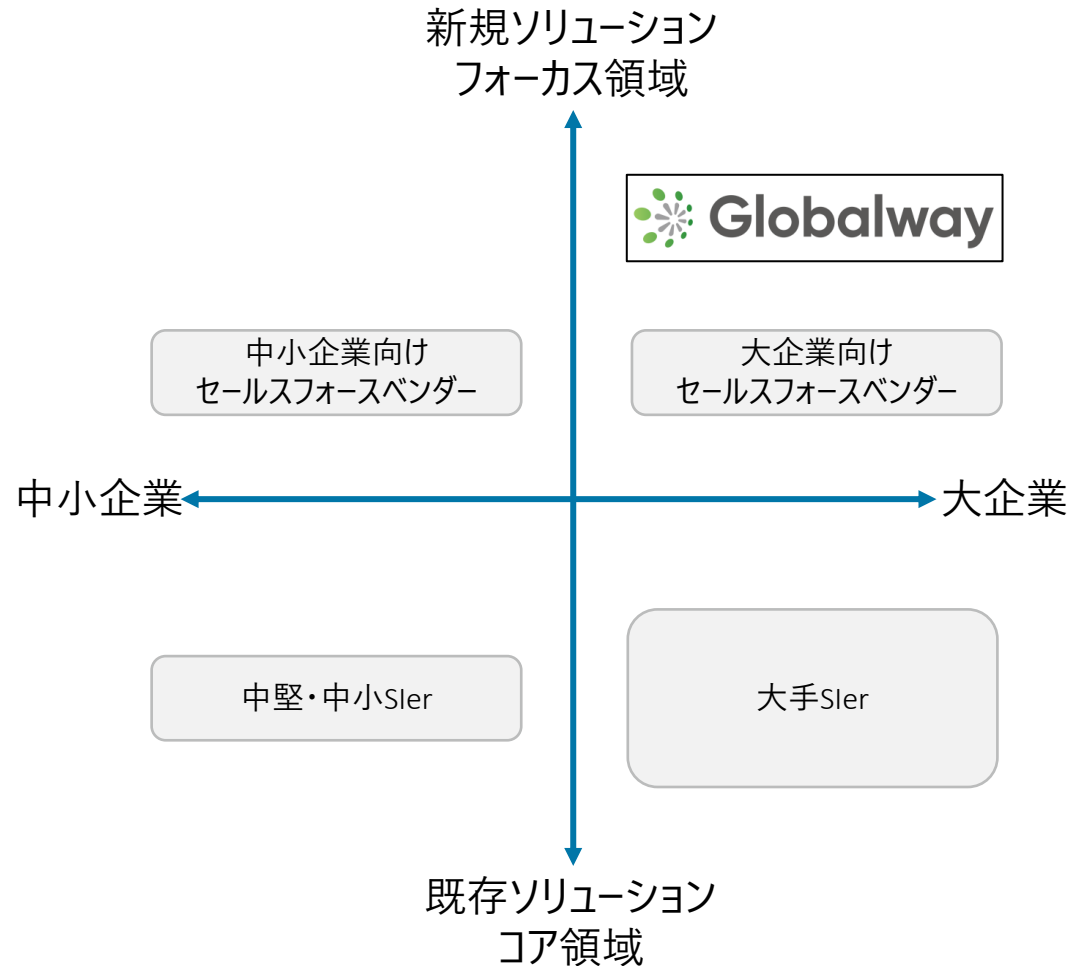 新規ソリューション
フォーカス領域
Globalway
中小企業向け
セールスフォースベンダー
大企業向け
セールスフォースベンダー
中小企業
大企業
中堅・中小SIer
大手SIer
既存ソリューション
コア領域